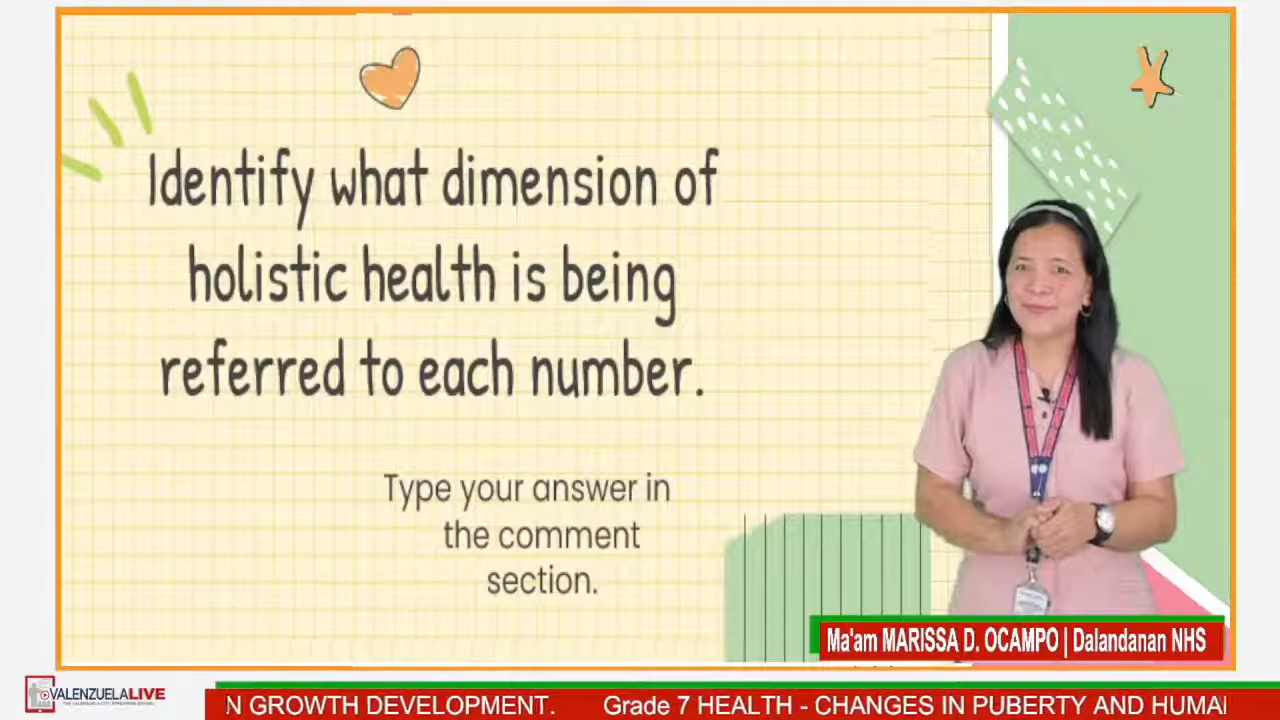 Identify what dimension of
holistic health is being
referred to each number.
Type your answer in
the comment
section.
Ma'am MARISSA D. OCAMPO | Dalandanan NHS
VALENZUELALIVE
N GROWTH DEVELOPMENT. Grade 7 HEALTH - CHANGES IN PUBERTY AND HUMA